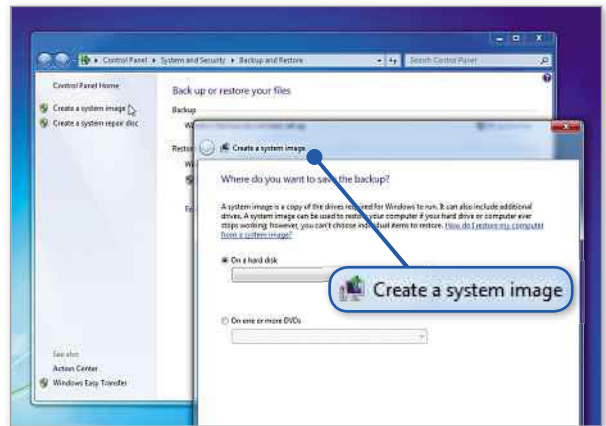 Control Panel ▸ System and Security ▸ Backup and Restore
Search Control Panel
Control Panel Home
Create a system image
Create a system repair disc
Back up or restore your files
Backup
Create a system image
Where do you want to save the backup?
A system image is a copy of the drives required for Windows to run. It can also include additional
drives. A system image can be used to restore your computer if your hard drive or computer ever
stops working; however, you can't choose individual items to restore. How do I restore my computer
from a system image?
On a hard disk
Create a system image
On one or more DVDs
See also
Action Center
Windows Easy Transfer